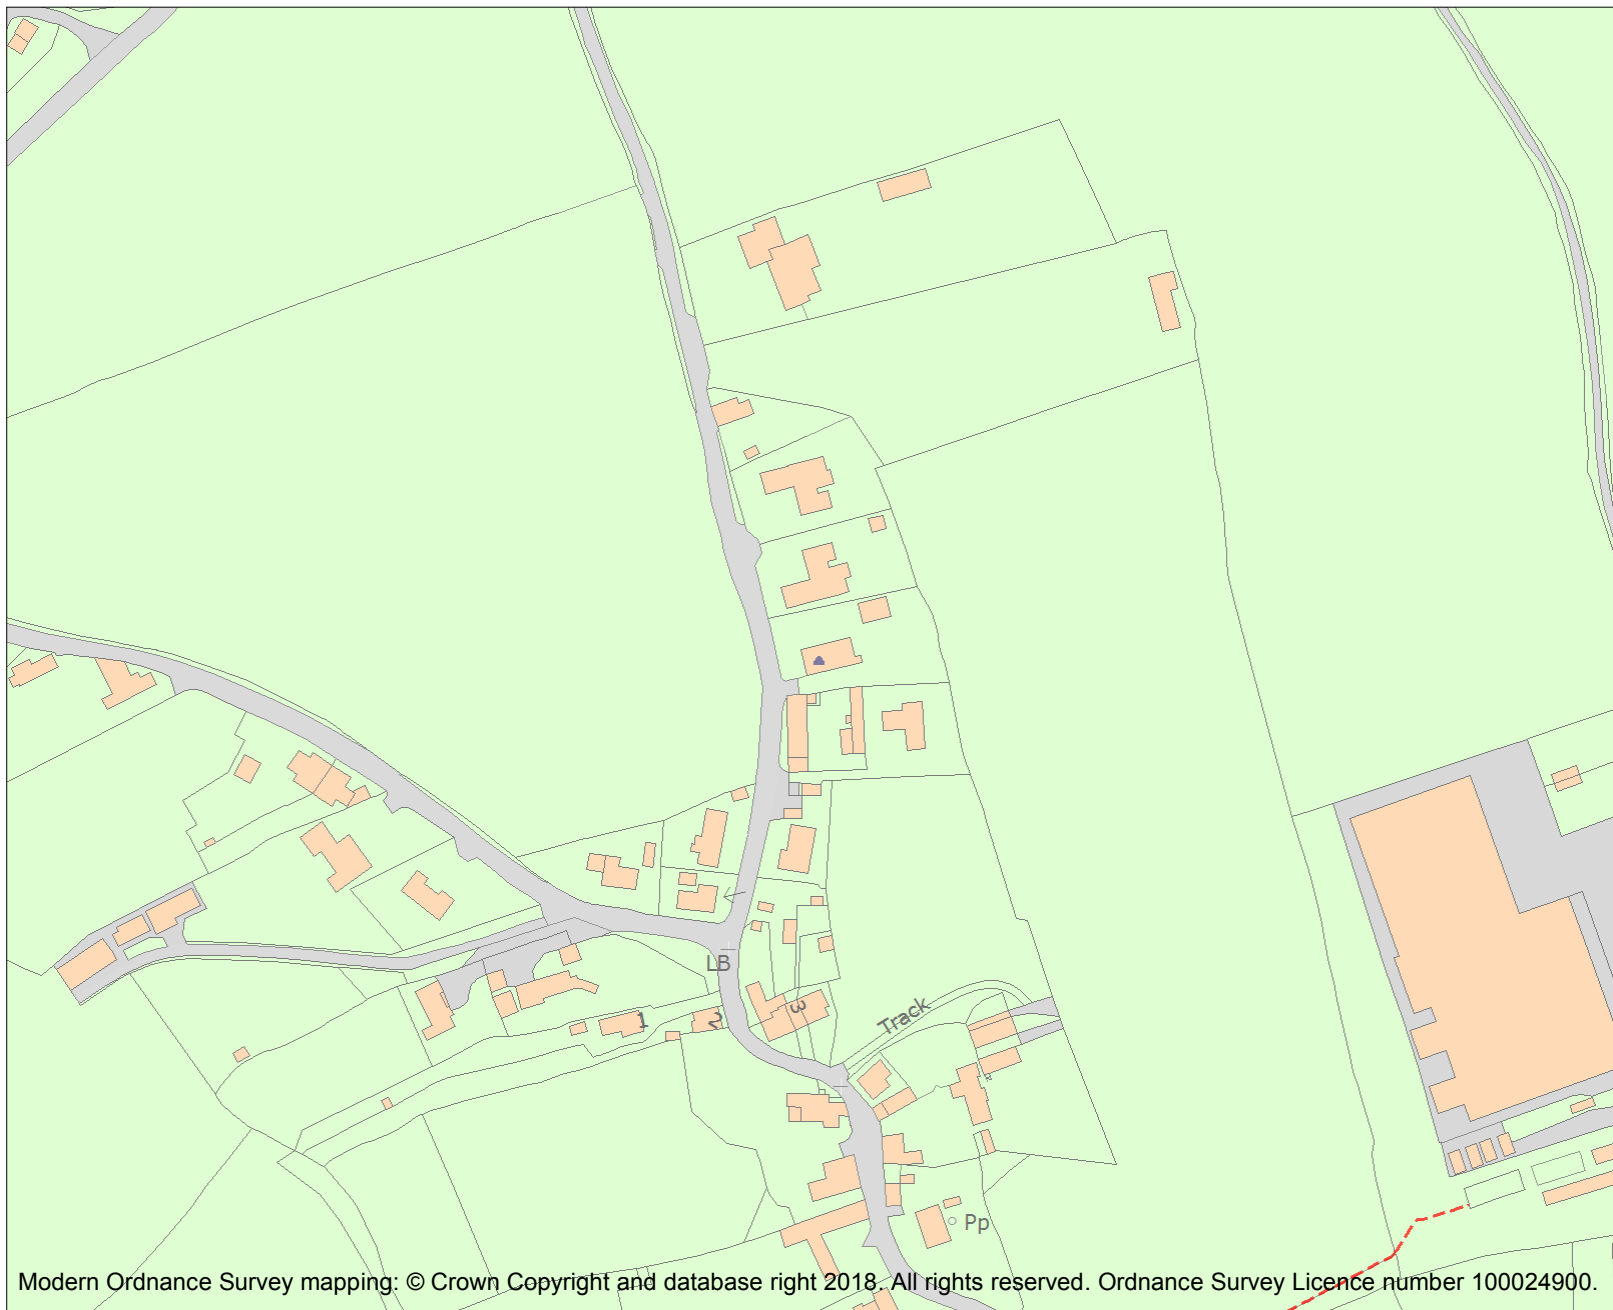 LB
1
2
3
Track
Pp
Modern Ordnance Survey mapping: © Crown Copyright and database right 2018. All rights reserved. Ordnance Survey Licence number 100024900.